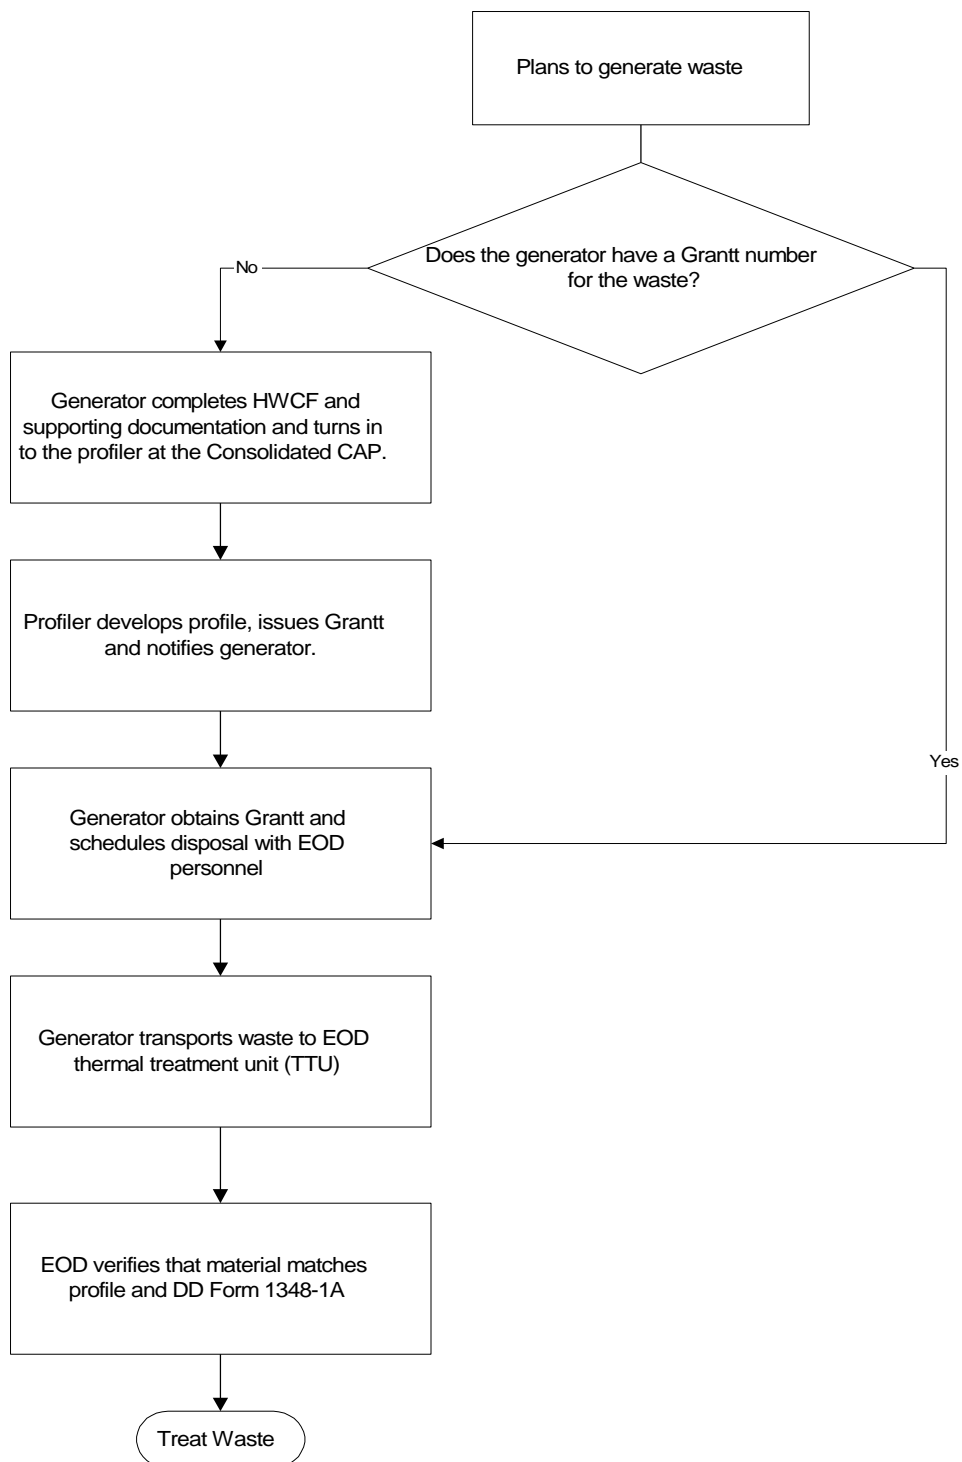 Plans to generate waste
Does the generator have a Grantt number
for the waste?
No
Generator completes HWCF and
supporting documentation and turns in
to the profiler at the Consolidated CAP.
Profiler develops profile, issues Grantt
and notifies generator.
Yes
Generator obtains Grantt and
schedules disposal with EOD
personnel
Generator transports waste to EOD
thermal treatment unit (TTU)
EOD verifies that material matches
profile and DD Form 1348-1A
Treat Waste